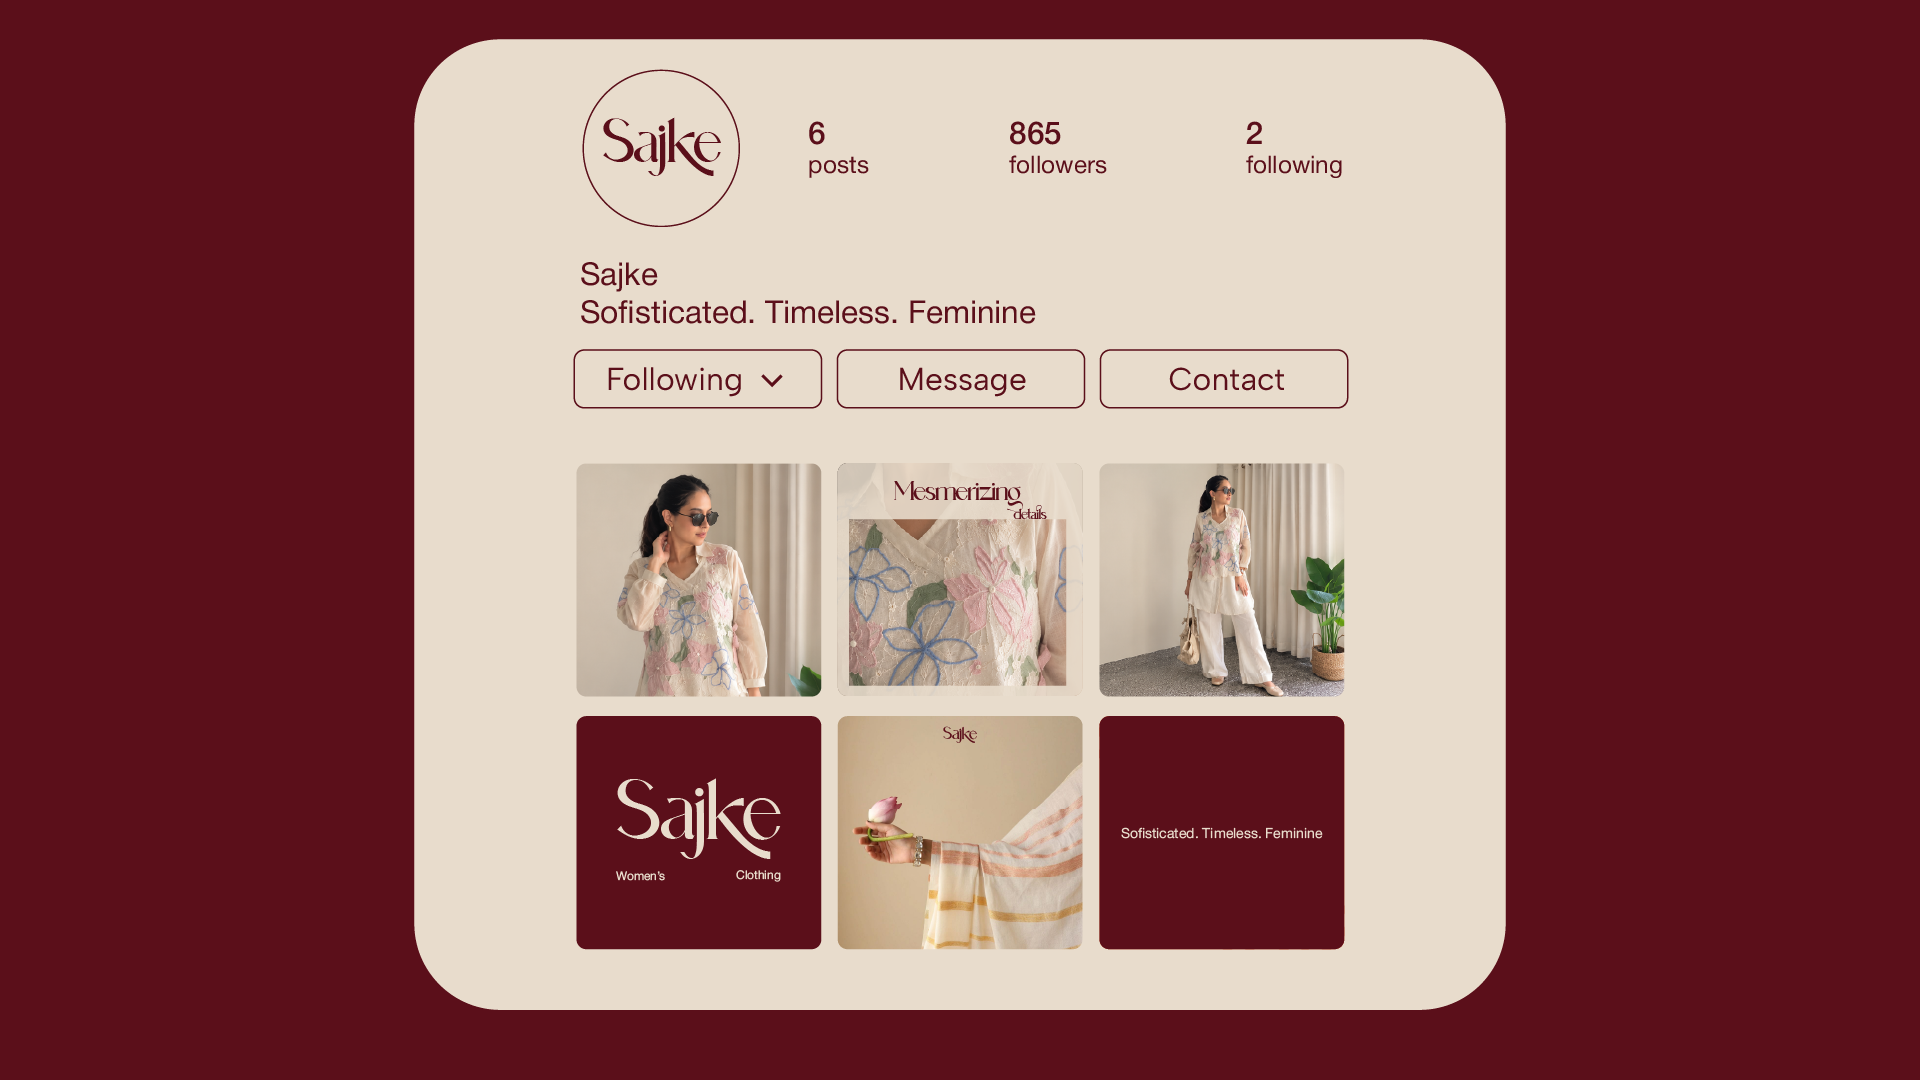 Sajke
6
posts
865
followers
2
following
Sajke
Sofisticated. Timeless. Feminine
Following
Message
Contact
Mesmerizing
details
Sajke
Women's
Clothing
Sajke
Sofisticated. Timeless. Feminine